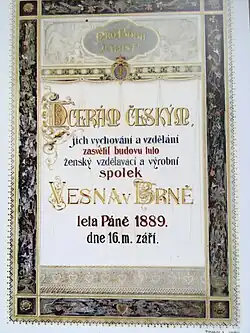 Dcerám českým,
jich vychování a vzdělání
zasvětil budovu tuto
ženský vzdělávací a výrobní
spolek
Vesna v Brně
leta Páně 1889.
dne 16. m. září.